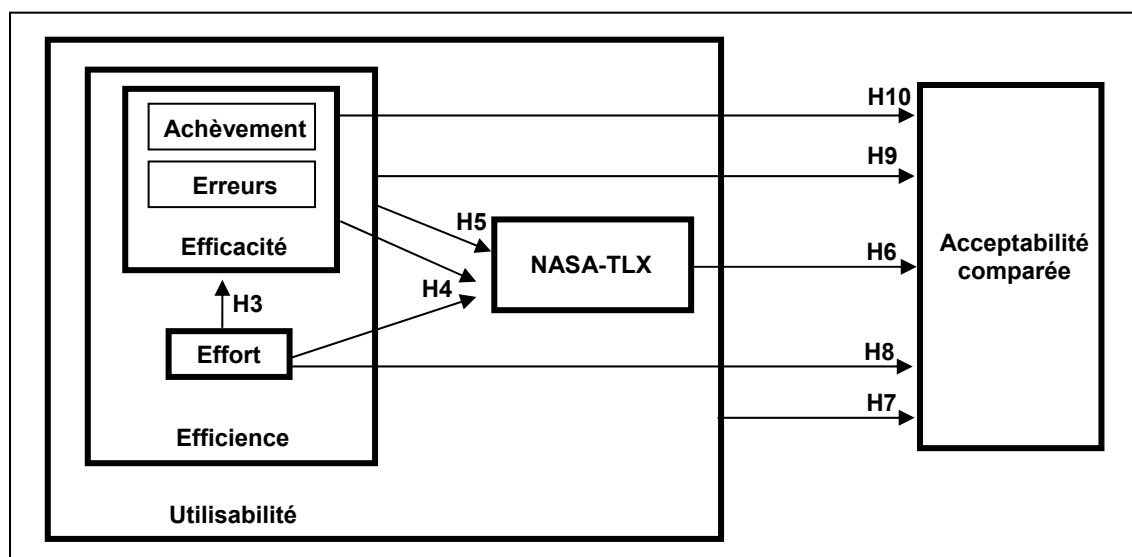 H10
Achèvement
H9
Erreurs
H5
Efficacité
Acceptabilité
comparée
NASA-TLX
H6
H4
H3
Effort
H8
H7
Efficience
Utilisabilité